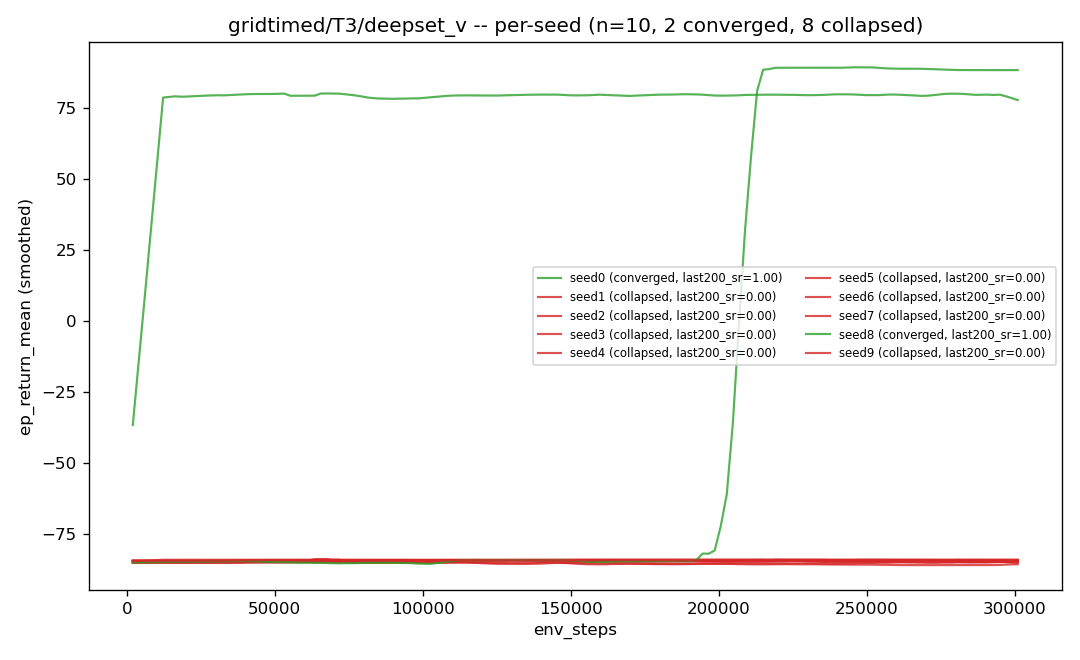 gridtimed/T3/deepset_v -- per-seed (n=10, 2 converged, 8 collapsed)
ep_return_mean (smoothed)
75
50
25
0
−25
−50
−75
seed0 (converged, last200_sr=1.00)
seed1 (collapsed, last200_sr=0.00)
seed2 (collapsed, last200_sr=0.00)
seed3 (collapsed, last200_sr=0.00)
seed4 (collapsed, last200_sr=0.00)
seed5 (collapsed, last200_sr=0.00)
seed6 (collapsed, last200_sr=0.00)
seed7 (collapsed, last200_sr=0.00)
seed8 (converged, last200_sr=1.00)
seed9 (collapsed, last200_sr=0.00)
0 50000 100000 150000 200000 250000 300000
env_steps